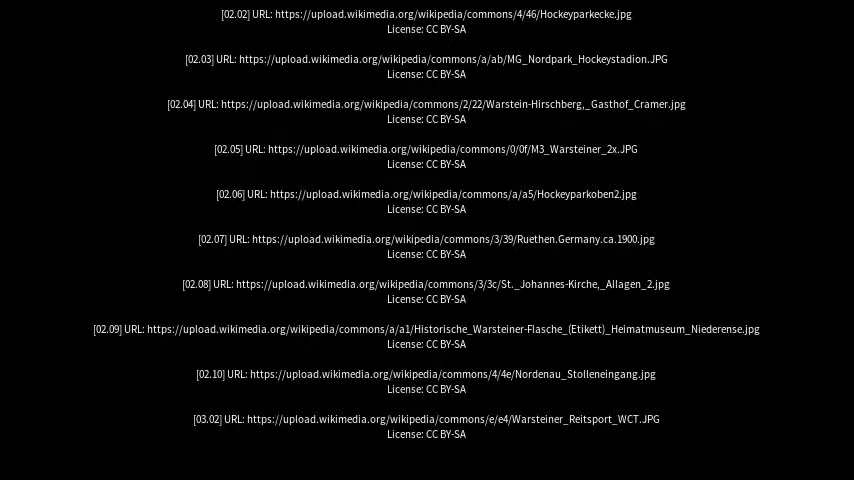 [02.02] URL: https://upload.wikimedia.org/wikipedia/commons/4/46/Hockeyparkecke.jpg
License: CC BY-SA
[02.03] URL: https://upload.wikimedia.org/wikipedia/commons/a/ab/MG_Nordpark_Hockeystadion.JPG
License: CC BY-SA
[02.04] URL: https://upload.wikimedia.org/wikipedia/commons/2/22/Warstein-Hirschberg,_Gasthof_Cramer.jpg
License: CC BY-SA
[02.05] URL: https://upload.wikimedia.org/wikipedia/commons/0/0f/M3_Warsteiner_2x.JPG
License: CC BY-SA
[02.06] URL: https://upload.wikimedia.org/wikipedia/commons/a/a5/Hockeyparkoben2.jpg
License: CC BY-SA
[02.07] URL: https://upload.wikimedia.org/wikipedia/commons/3/39/Ruethen.Germany.ca.1900.jpg
License: CC BY-SA
[02.08] URL: https://upload.wikimedia.org/wikipedia/commons/3/3c/St._Johannes-Kirche,_Allagen_2.jpg
License: CC BY-SA
[02.09] URL: https://upload.wikimedia.org/wikipedia/commons/a/a1/Historische_Warsteiner-Flasche_(Etikett)_Heimatmuseum_Niederense.jpg
License: CC BY-SA
[02.10] URL: https://upload.wikimedia.org/wikipedia/commons/4/4e/Nordenau_Stolleneingang.jpg
License: CC BY-SA
[03.02] URL: https://upload.wikimedia.org/wikipedia/commons/e/e4/Warsteiner_Reitsport_WCT.JPG
License: CC BY-SA